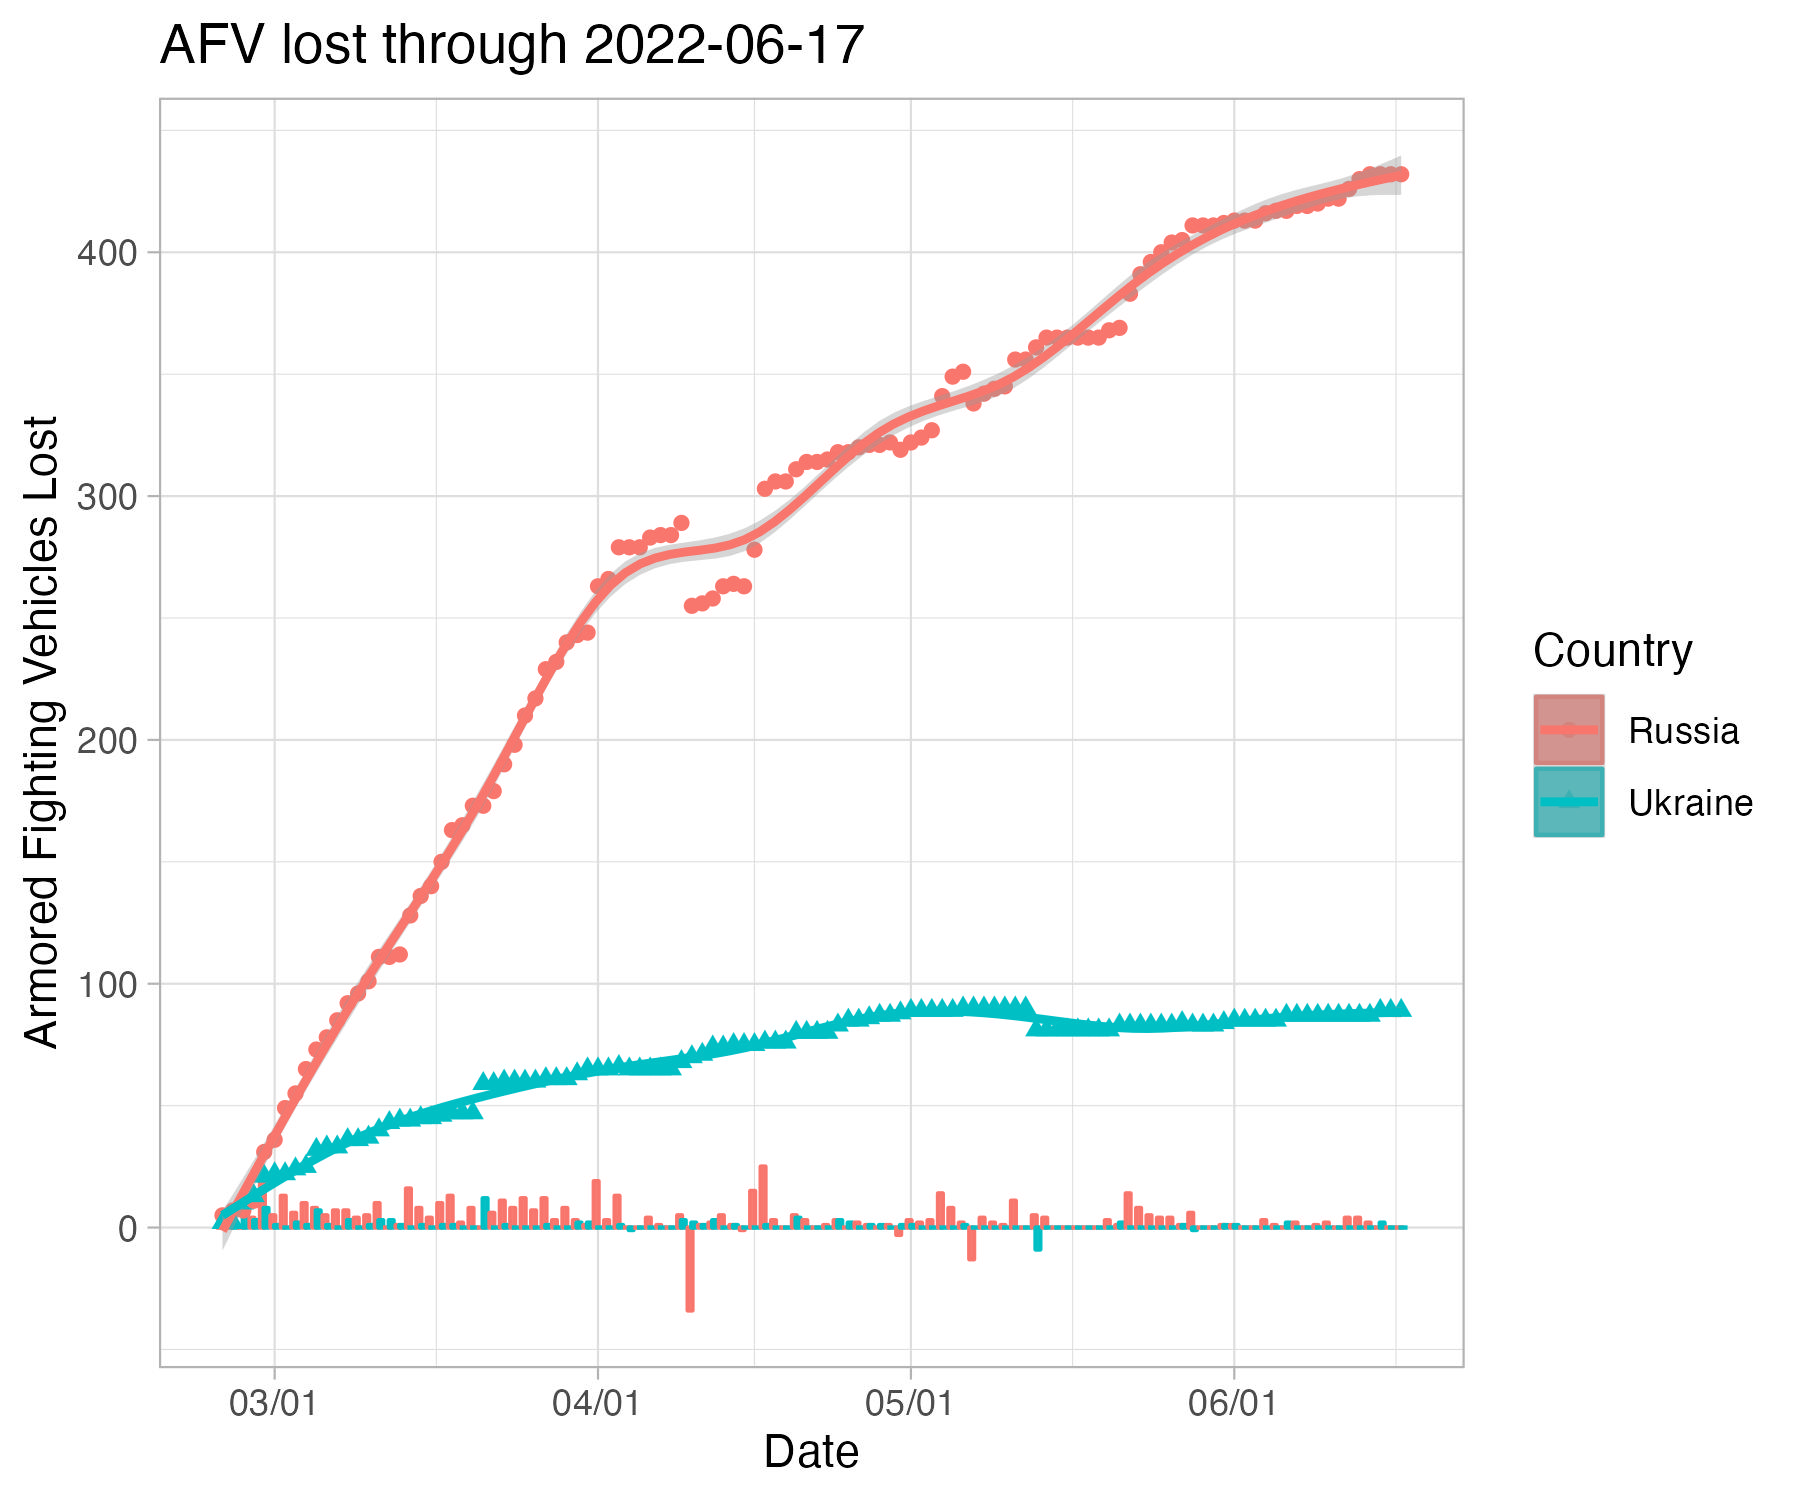 AFV lost through 2022-06-17
Armored Fighting Vehicles Lost
400
300
200
100
0
03/01
04/01
05/01
06/01
Date
Country
Russia
Ukraine